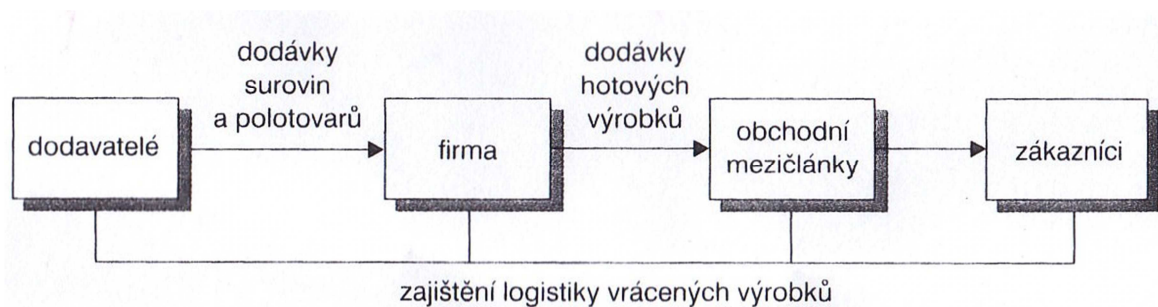 dodavatelé
dodávky
surovin
a polotovarů
firma
dodávky
hotových
výrobků
obchodní
mezičlánky
zákazníci
zajištění logistiky vrácených výrobků